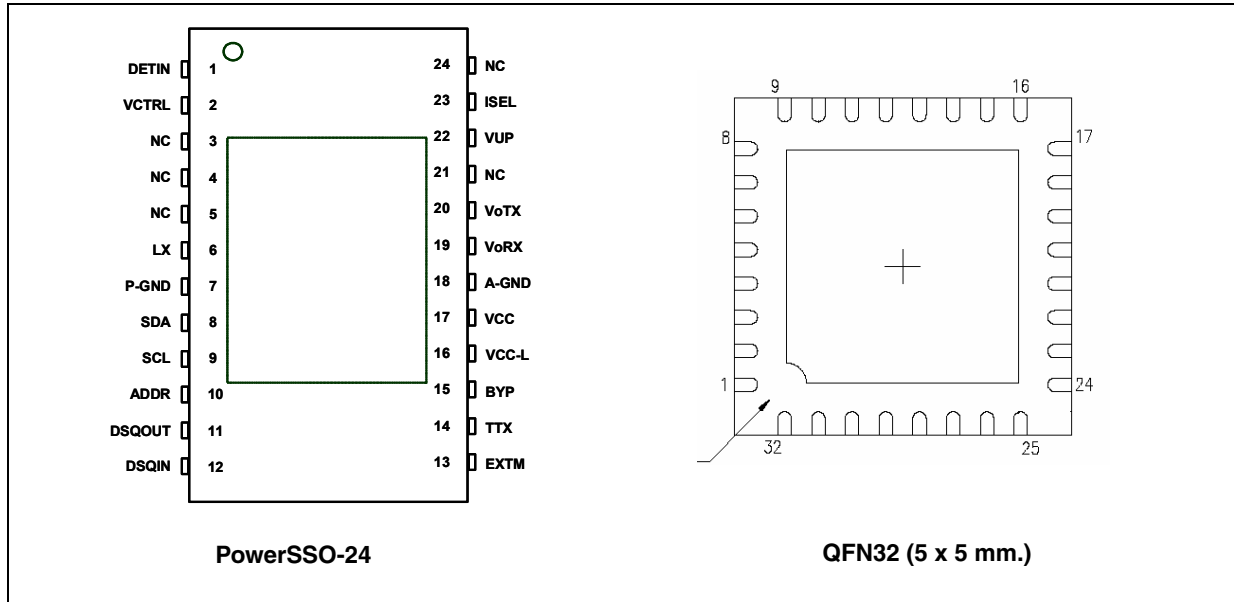 DETIN 1
VCTRL 2
NC 3
NC 4
NC 5
LX 6
P-GND 7
SDA 8
SCL 9
ADDR 10
DSQOUT 11
DSQIN 12
24 NC
23 ISEL
22 VUP
21 NC
20 VoTX
19 VoRX
18 A-GND
17 VCC
16 VCC-L
15 BYP
14 TTX
13 EXTM
PowerSSO-24
9 16
8 17
1 24
32 25
QFN32 (5 x 5 mm.)